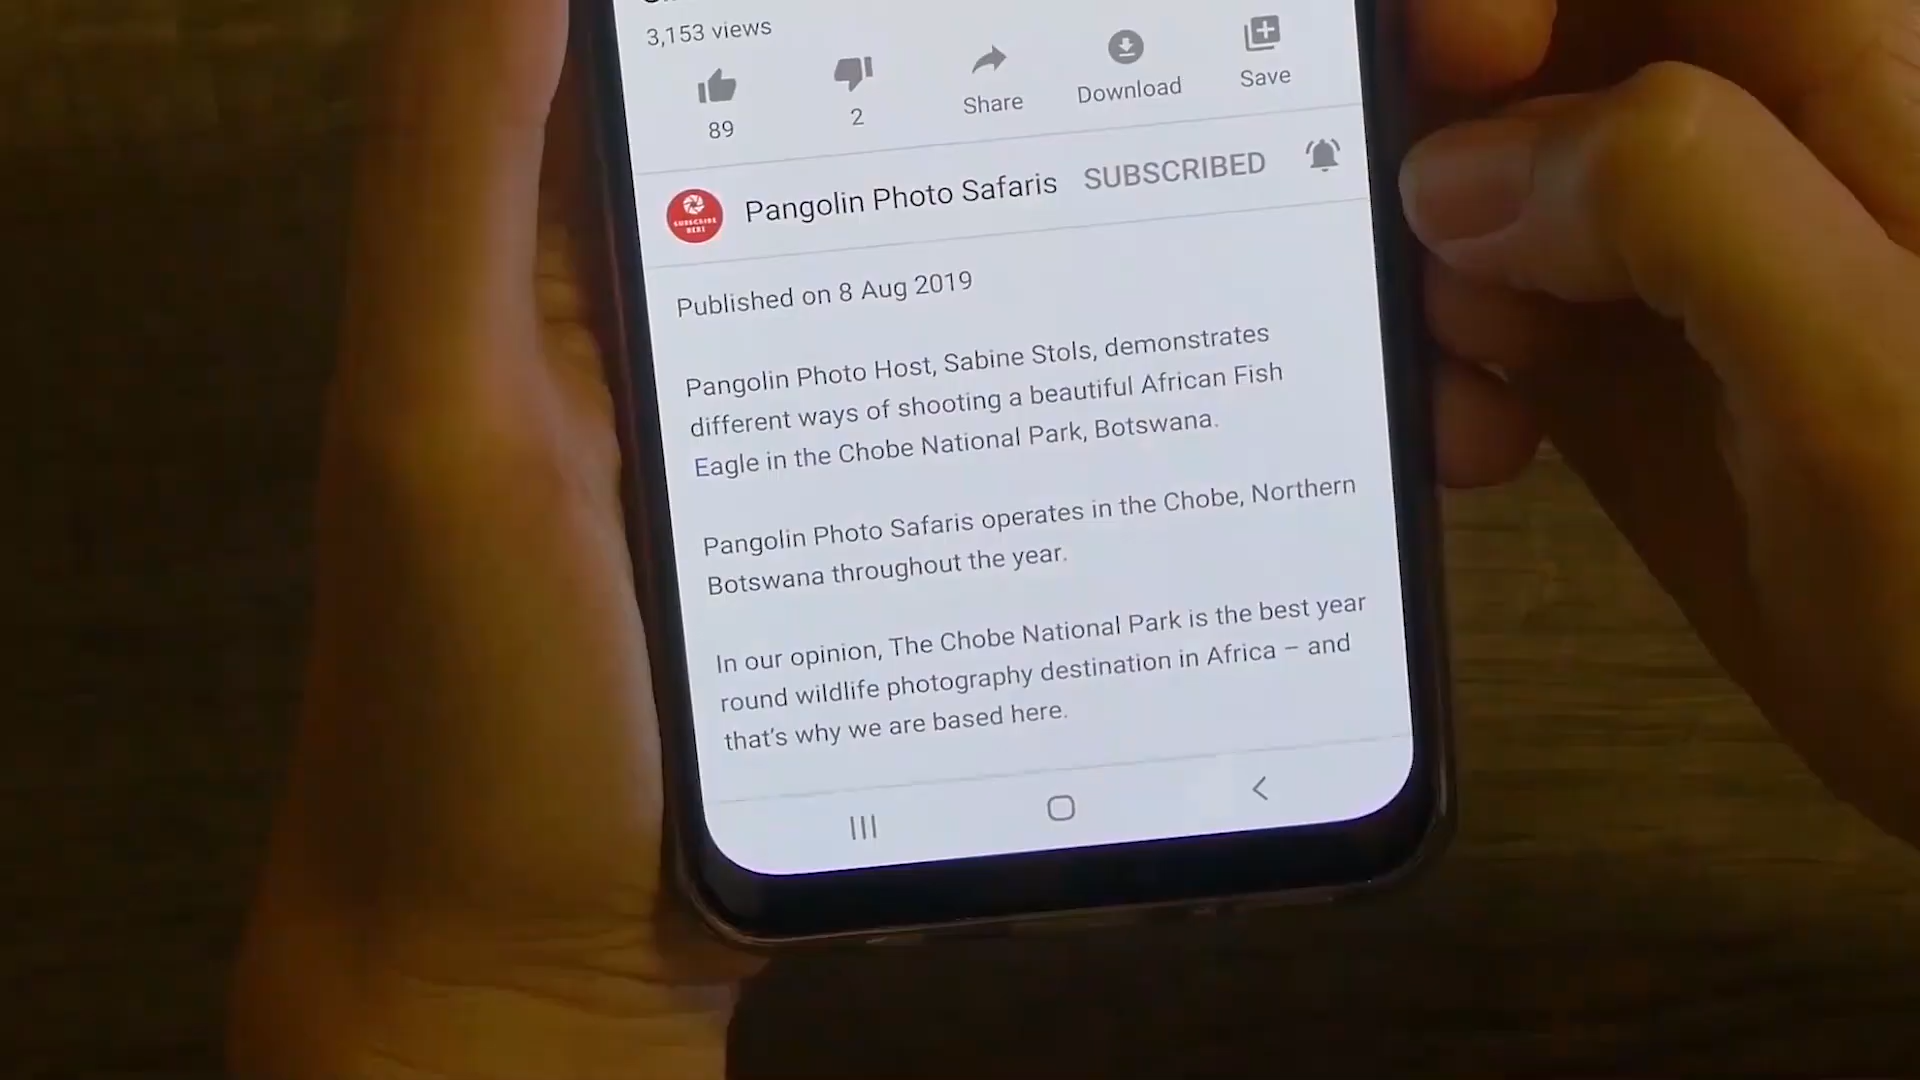 3,153 views
89
2
Share
Download
Save
SUBSCRIBE
HERE
Pangolin Photo Safaris
SUBSCRIBED
Published on 8 Aug 2019
Pangolin Photo Host, Sabine Stols, demonstrates
different ways of shooting a beautiful African Fish
Eagle in the Chobe National Park, Botswana.
Pangolin Photo Safaris operates in the Chobe, Northern
Botswana throughout the year.
In our opinion, The Chobe National Park is the best year
round wildlife photography destination in Africa – and
that's why we are based here.